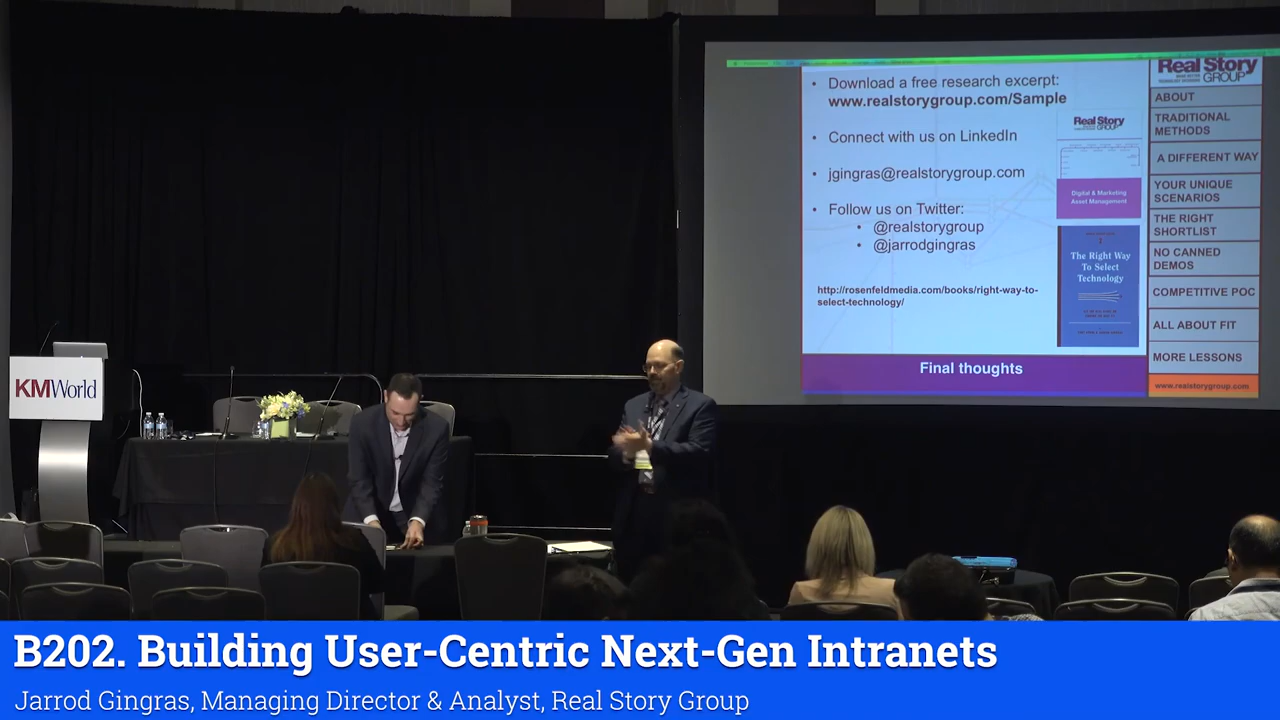 Download a free research excerpt:
www.realstorygroup.com/Sample
Connect with us on LinkedIn
jgingras@realstorygroup.com
Follow us on Twitter:
@realstorygroup
@jarrodgingras
http://rosenfeldmedia.com/books/right-way-to-
select-technology/
Real Story
GROUP
Digital & Marketing
Asset Management
The Right Way
To Select
Technology
Final thoughts
Real Story
GROUP
ABOUT
TRADITIONAL
METHODS
A DIFFERENT WAY
YOUR UNIQUE
SCENARIOS
THE RIGHT
SHORTLIST
NO CANNED
DEMOS
COMPETITIVE POC
ALL ABOUT FIT
MORE LESSONS
www.realstorygroup.com
KMWorld
B202. Building User-Centric Next-Gen Intranets
Jarrod Gingras, Managing Director & Analyst, Real Story Group